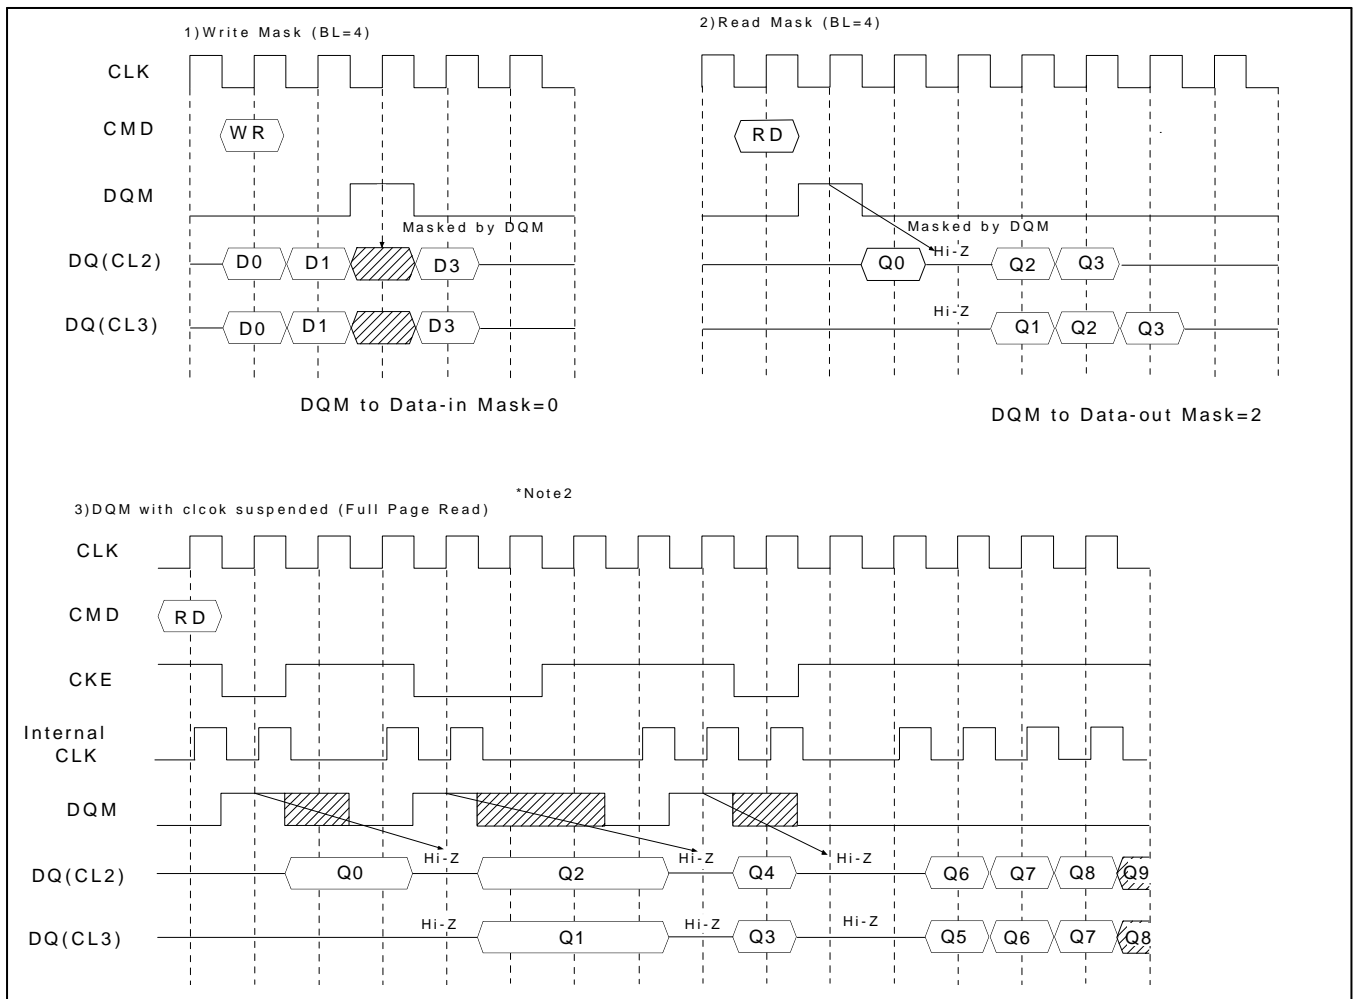 1)Write Mask (BL=4)
CLK
CMD
WR
DQM
Masked by DQM
DQ(CL2)
D0 D1 D3
DQ(CL3)
D0 D1 D3
DQM to Data-in Mask=0
2)Read Mask (BL=4)
RD
Masked by DQM
Hi-Z
Q0 Q2 Q3
Hi-Z
Q1 Q2 Q3
DQM to Data-out Mask=2
*Note2
3)DQM with clcok suspended (Full Page Read)
CLK
CMD
RD
CKE
Internal
CLK
DQM
Hi-Z Hi-Z Hi-Z
DQ(CL2)
Q0 Q2 Q4 Q6 Q7 Q8 Q9
Hi-Z Hi-Z Hi-Z
DQ(CL3)
Q1 Q3 Q5 Q6 Q7 Q8